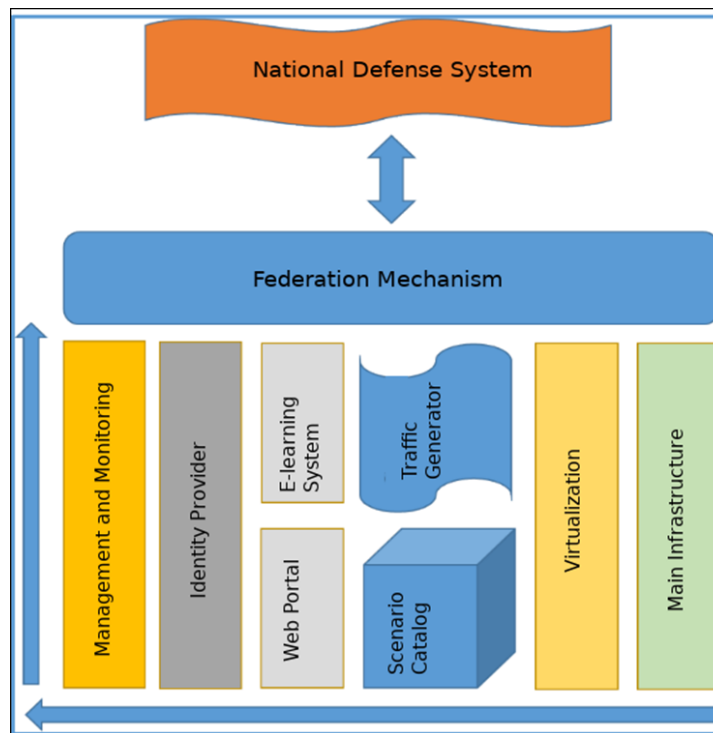 National Defense System
Federation Mechanism
Management and Monitoring
Identity Provider
E-learning
System
Traffic
Generator
Web Portal
Scenario
Catalog
Virtualization
Main Infrastructure